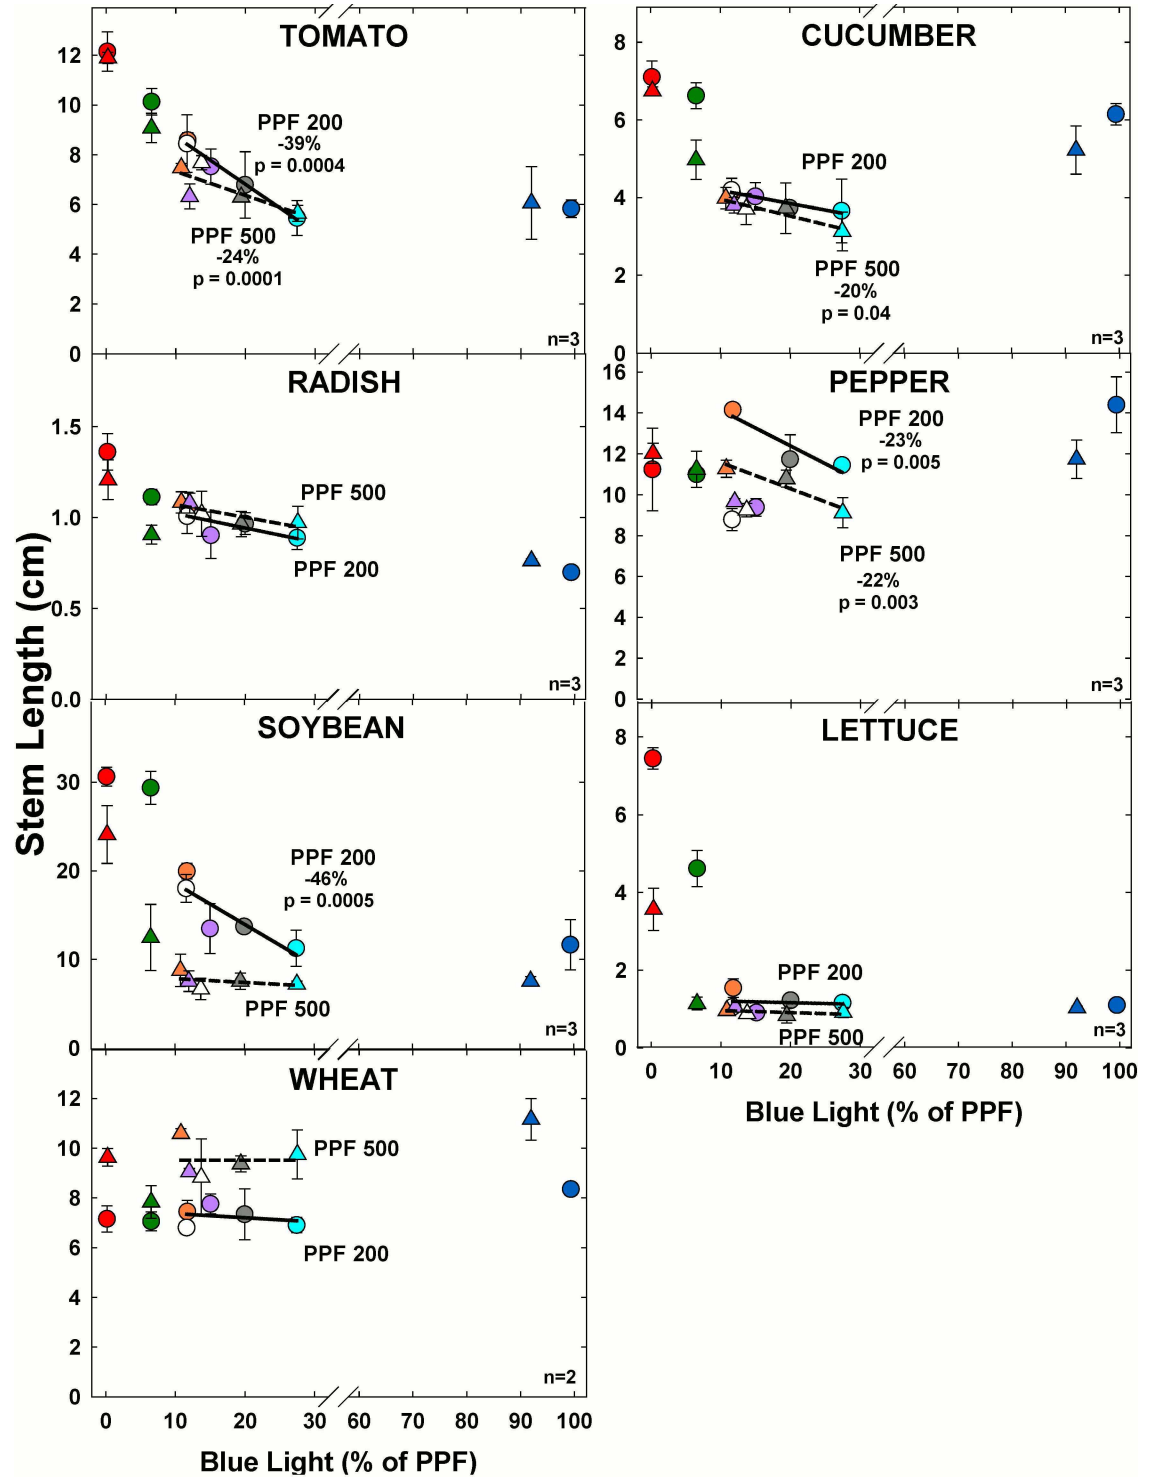 TOMATO
12
10
8
6
4
2
0
PPF 200
-39%
p = 0.0004
PPF 500
-24%
p = 0.0001
n=3
CUCUMBER
8
6
4
2
0
PPF 200
PPF 500
-20%
p = 0.04
n=3
RADISH
1.5
1.0
0.5
0.0
PPF 500
PPF 200
n=3
PEPPER
16
14
12
10
8
6
4
2
0
PPF 200
-23%
p = 0.005
PPF 500
-22%
p = 0.003
n=3
Stem Length (cm)
SOYBEAN
30
20
10
0
PPF 200
-46%
p = 0.0005
PPF 500
n=3
LETTUCE
8
6
4
2
0
PPF 200
PPF 500
n=3
0 10 20 30 60 70 80 90 100
Blue Light (% of PPF)
WHEAT
12
10
8
6
4
2
0
PPF 500
PPF 200
n=2
0 10 20 30 60 70 80 90 100
Blue Light (% of PPF)